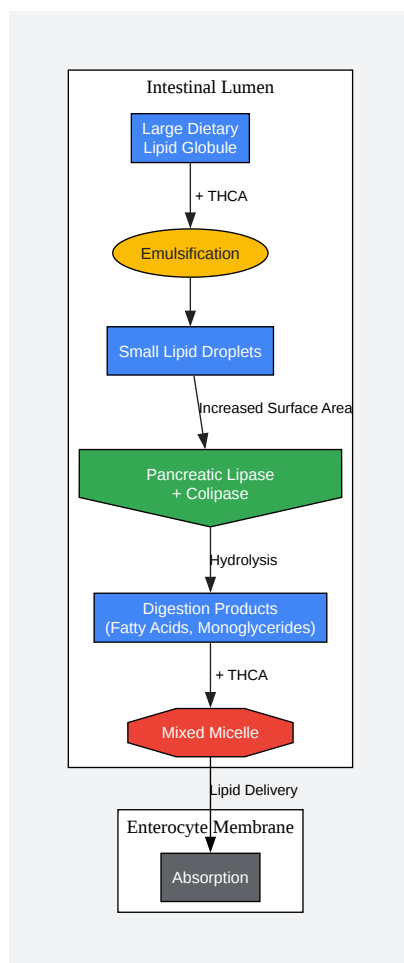 Intestinal Lumen
Large Dietary
Lipid Globule
+ THCA
Emulsification
Small Lipid Droplets
Increased Surface Area
Pancreatic Lipase
+ Colipase
Hydrolysis
Digestion Products
(Fatty Acids, Monoglycerides)
+ THCA
Mixed Micelle
Lipid Delivery
Enterocyte Membrane
Absorption